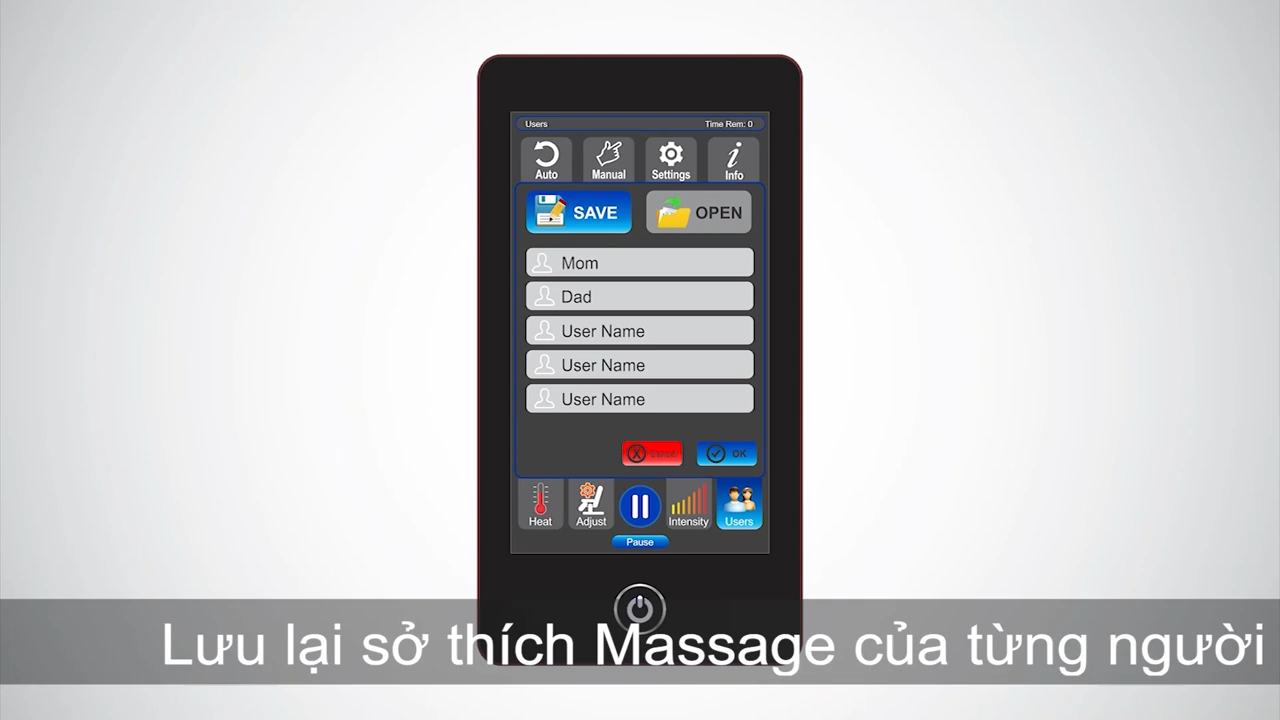 Users Time Rem: 0
Auto Manual Settings Info
SAVE OPEN
Mom
Dad
User Name
User Name
User Name
OK
Heat Adjust Intensity Users
Pause
Lưu lại sở thích Massage của từng người